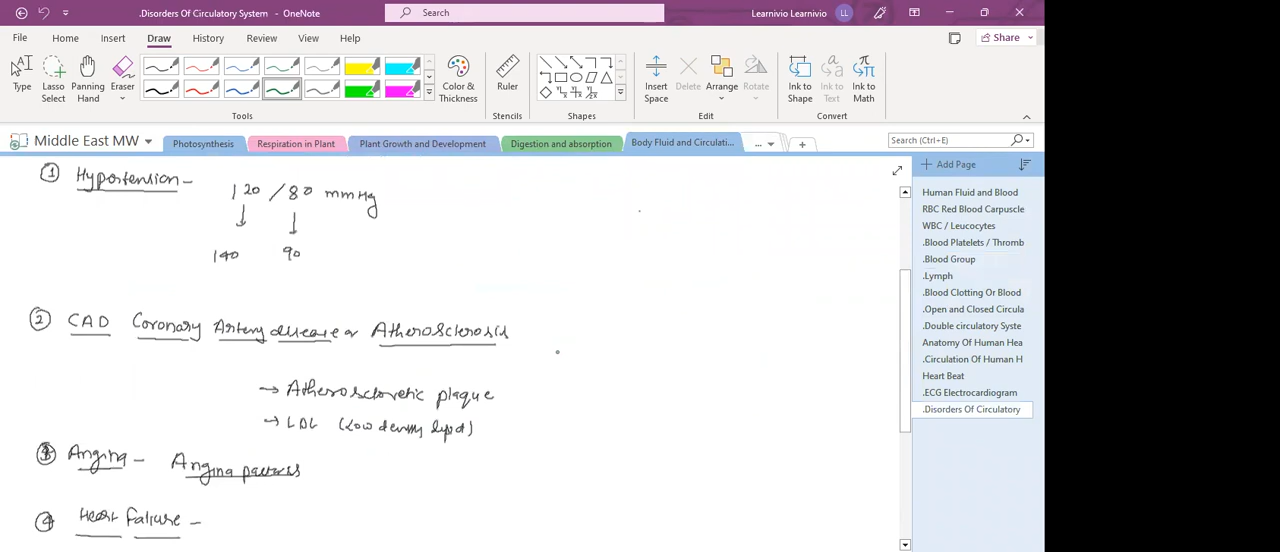 .Disorders Of Circulatory System - OneNote
Search
Learnivio Learnivio
LL
File Home Insert Draw History Review View Help
Share
Type
Lasso Select
Panning Hand
Eraser
Color & Thickness
Ruler
Insert Space
Delete
Arrange
Rotate
Ink to Shape
Ink to Text
Ink to Math
Tools Stencils Shapes Edit Convert
Middle East MW
Photosynthesis Respiration in Plant Plant Growth and Development Digestion and absorption Body Fluid and Circulati... ...
Search (Ctrl+E)
Add Page
Human Fluid and Blood
RBC Red Blood Carpuscle
WBC / Leucocytes
.Blood Platelets / Thromb
.Blood Group
.Lymph
.Blood Clotting Or Blood
.Open and Closed Circula
.Double circulatory Syste
Anatomy Of Human Hea
.Circulation Of Human H
Heart Beat
.ECG Electrocardiogram
.Disorders Of Circulatory
① Hypertension - 120 / 80 mmHg
140 90
② CAD Coronary Artery disease or Atherosclerosis
→ Atherosclerotic plaque
→ LDL (Low density lipid)
③ Angina - Angina
④ Heart Failure -